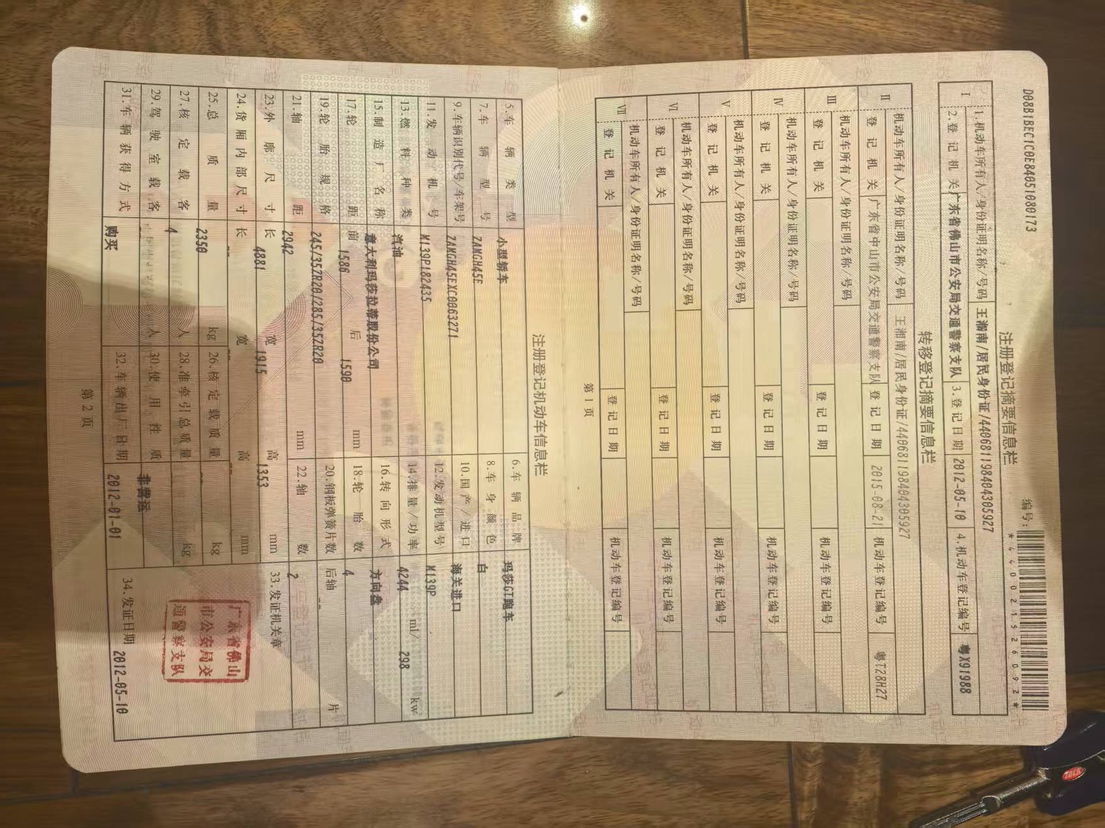 D08B1BEC1C0E84051080173
编号:
*440021526092*
注册登记摘要信息栏
I 1.机动车所有人/身份证明名称/号码 王湘南/居民身份证/440681198404305927
2.登记机关 广东省佛山市公安局交通警察支队 3.登记日期 2012-05-10 4.机动车登记编号 粤X91988
转移登记摘要信息栏
II 机动车所有人/身份证明名称/号码 王湘南/居民身份证/440681198404305927
登记机关 广东省中山市公安局交通警察支队 登记日期 2015-08-21 机动车登记编号 粤T28H27
III 机动车所有人/身份证明名称/号码
登记机关 登记日期 机动车登记编号
IV 机动车所有人/身份证明名称/号码
登记机关 登记日期 机动车登记编号
V 机动车所有人/身份证明名称/号码
登记机关 登记日期 机动车登记编号
VI 机动车所有人/身份证明名称/号码
登记机关 登记日期 机动车登记编号
VII 机动车所有人/身份证明名称/号码
登记机关 登记日期 机动车登记编号
第1页
注册登记机动车信息栏
5.车辆类型 小型轿车 6.车辆品牌 玛莎GT跑车
7.车辆型号 ZAMGH45E 8.车身颜色 白
9.车辆识别代号/车架号 ZAMGH45EXC0063271 10.国产/进口 海关进口
11.发动机号 M139P182435 12.发动机型号 M139P
13.燃料种类 汽油 14.排量/功率 4244 ml/ 298 kw
15.制造厂名称 意大利玛莎拉蒂股份公司 16.转向形式 方向盘
17.轮距 前 1586 后 1590 mm 18.轮胎数 4
19.轮胎规格 245/35ZR20/285/35ZR20 20.钢板弹簧片数 后轴 -- 片
21.轴距 2942 mm 22.轴数 2
23.外廓尺寸 长 4881 宽 1915 高 1353 mm 33.发证机关章
24.货厢内部尺寸 长 -- 宽 -- 高 -- mm
25.总质量 2350 kg 26.核定载质量 -- kg
27.核定载客 4 人 28.准牵引总质量 -- kg
29.驾驶室载客 -- 人 30.使用性质 非营运
31.车辆获得方式 购买 32.车辆出厂日期 2012-01-01 34.发证日期 2012-05-10
广东省佛山
市公安局交
通警察支队
第2页